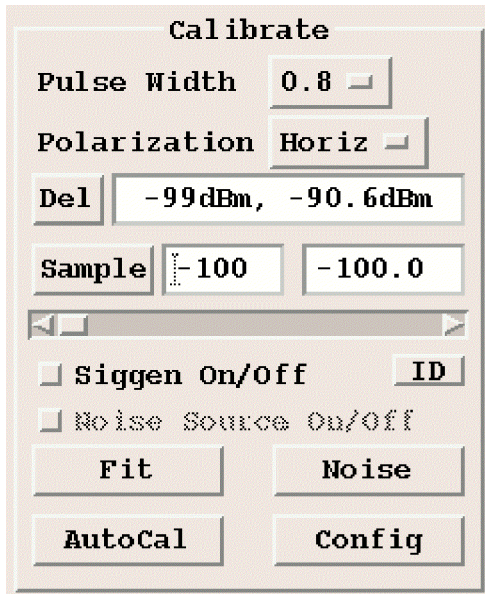 Calibrate
Pulse Width 0.8
Polarization Horiz
Del -99dBm, -90.6dBm
Sample -100 -100.0
Siggen On/Off ID
Noise Source On/Off
Fit Noise
AutoCal Config